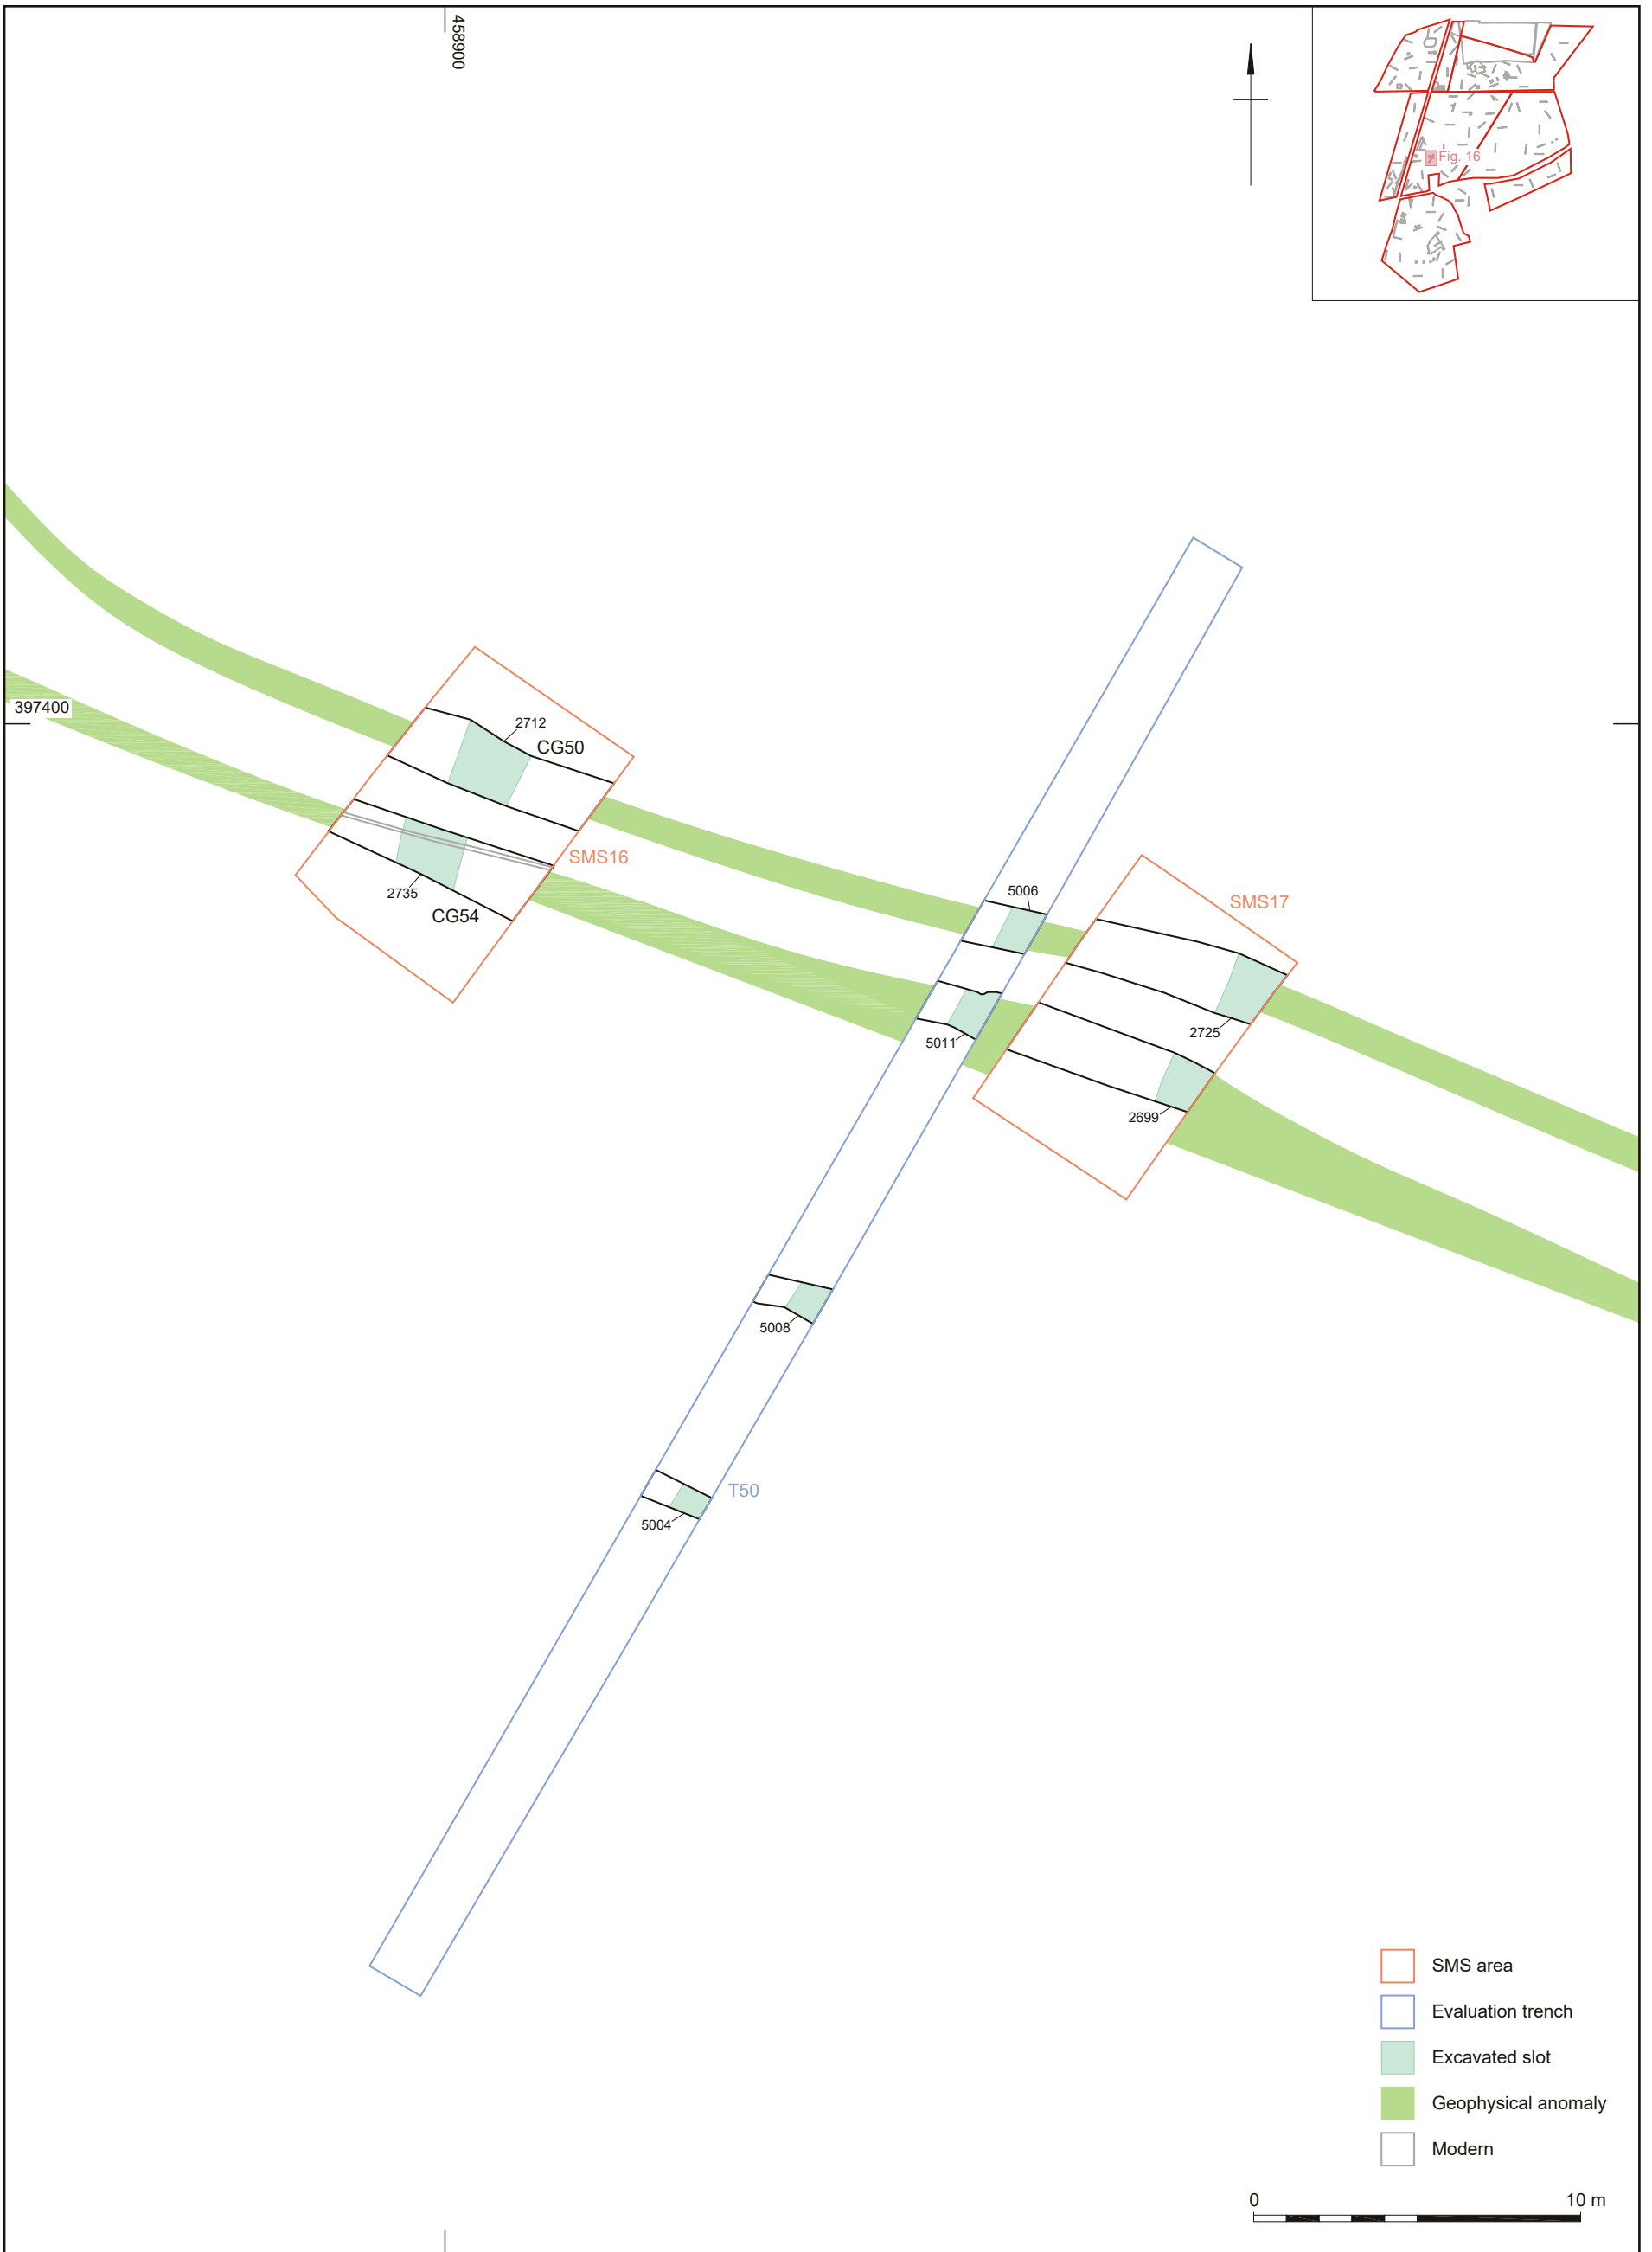 458900
Fig. 16
397400
2712
CG50
SMS16
2735
CG54
5006
SMS17
2725
5011
2699
5008
T50
5004
SMS area
Evaluation trench
Excavated slot
Geophysical anomaly
Modern
0 10 m